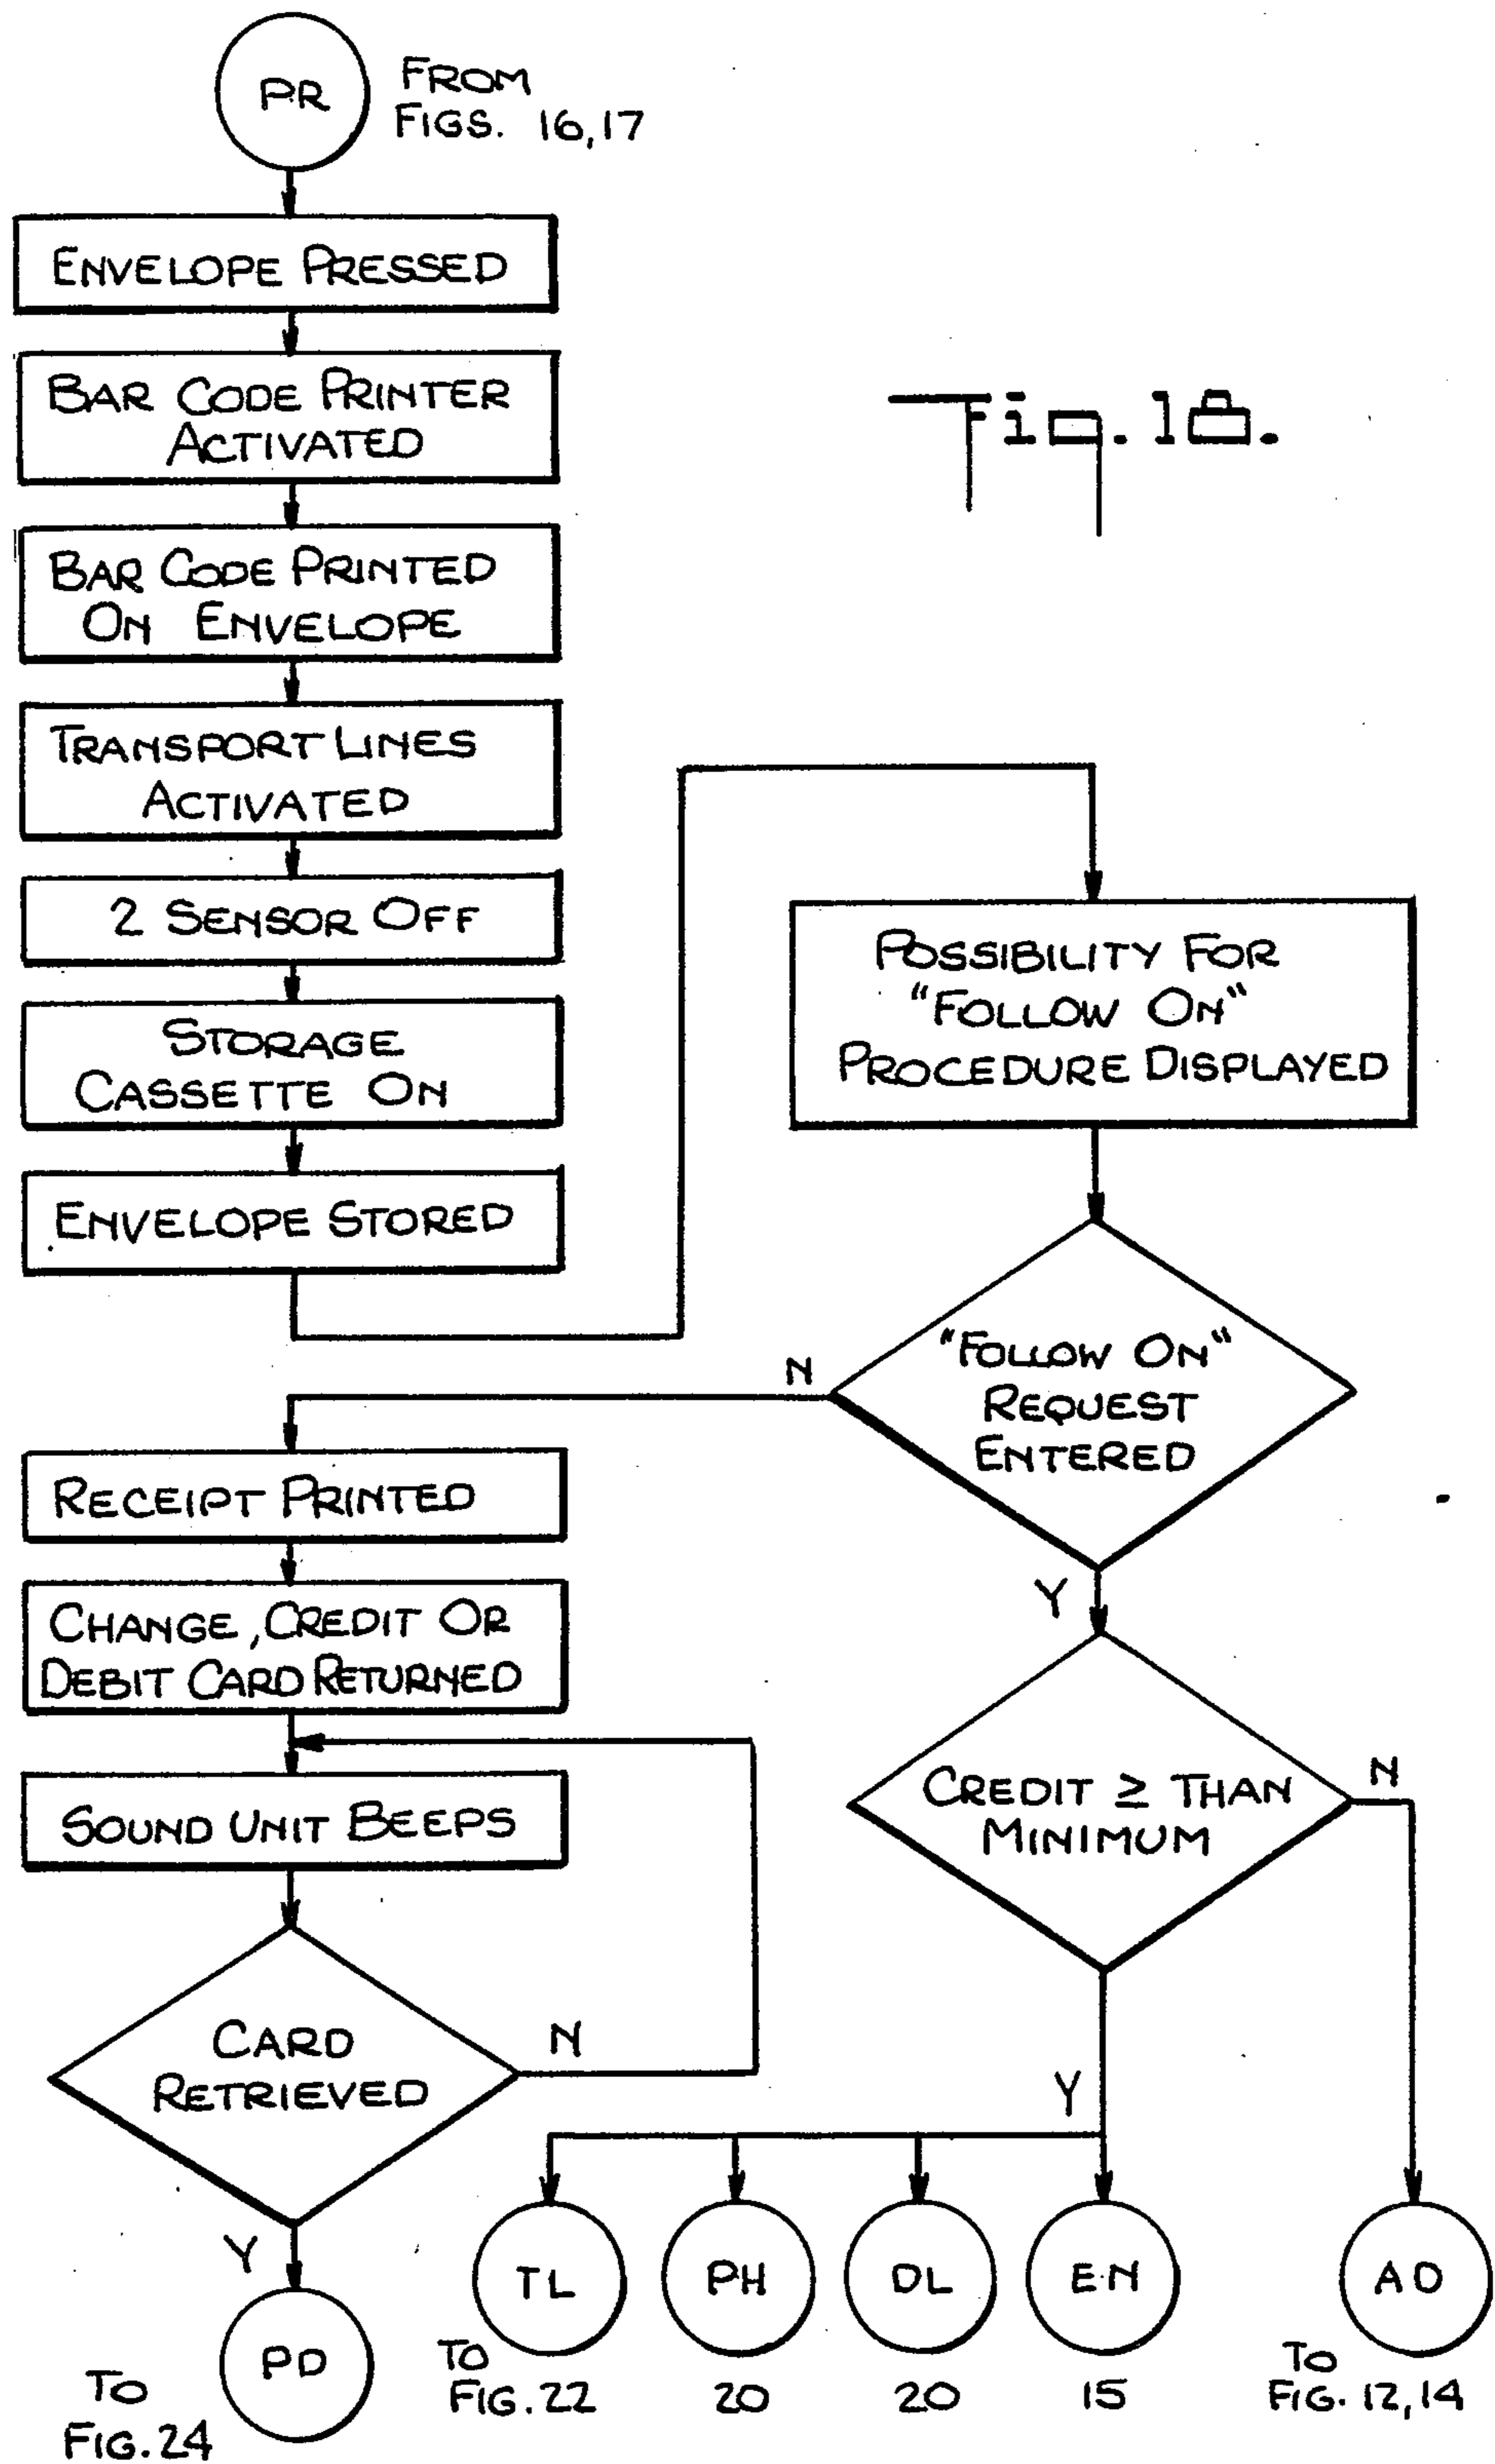 PR
FROM
FIGS. 16,17
ENVELOPE PRESSED
BAR CODE PRINTER
ACTIVATED
Fig.18.
BAR CODE PRINTED
ON ENVELOPE
TRANSPORT LINES
ACTIVATED
2 SENSOR OFF
STORAGE
CASSETTE ON
ENVELOPE STORED
POSSIBILITY FOR
"FOLLOW ON"
PROCEDURE DISPLAYED
"FOLLOW ON"
REQUEST
ENTERED
N
Y
RECEIPT PRINTED
CHANGE, CREDIT OR
DEBIT CARD RETURNED
SOUND UNIT BEEPS
CARD
RETRIEVED
N
Y
PD
TO
FIG.24
CREDIT ≥ THAN
MINIMUM
N
Y
TL
PH
DL
EN
AD
TO
FIG.22
20
20
15
TO
FIG. 12,14